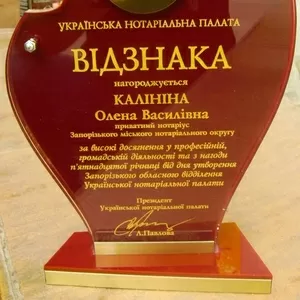 УКРАЇНСЬКА НОТАРІАЛЬНА ПАЛАТА
ВІДЗНАКА
нагороджується
КАЛІНІНА
Олена Василівна
приватний нотаріус
Запорізького міського нотаріального округу
за високі досягнення у професійній,
громадській діяльності та з нагоди
п'ятнадцятої річниці від дня утворення
Запорізького обласного відділення
Української нотаріальної палати
Президент
Української нотаріальної палати
Л.Павлова